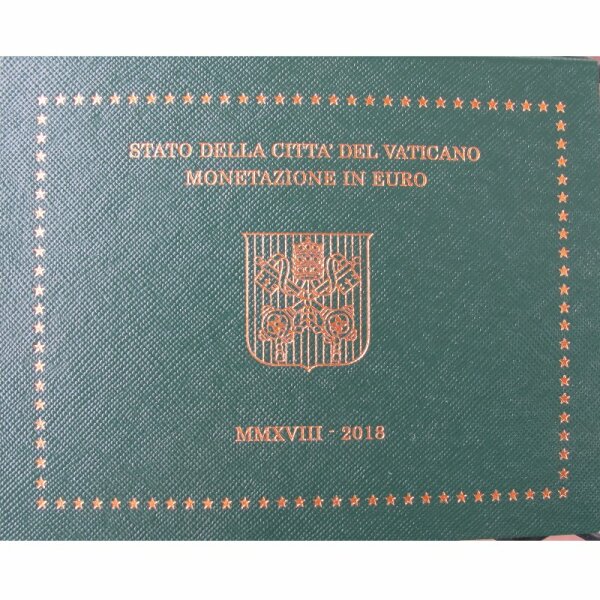 STATO DELLA CITTA' DEL VATICANO
MONETAZIONE IN EURO
MMXVIII - 2018